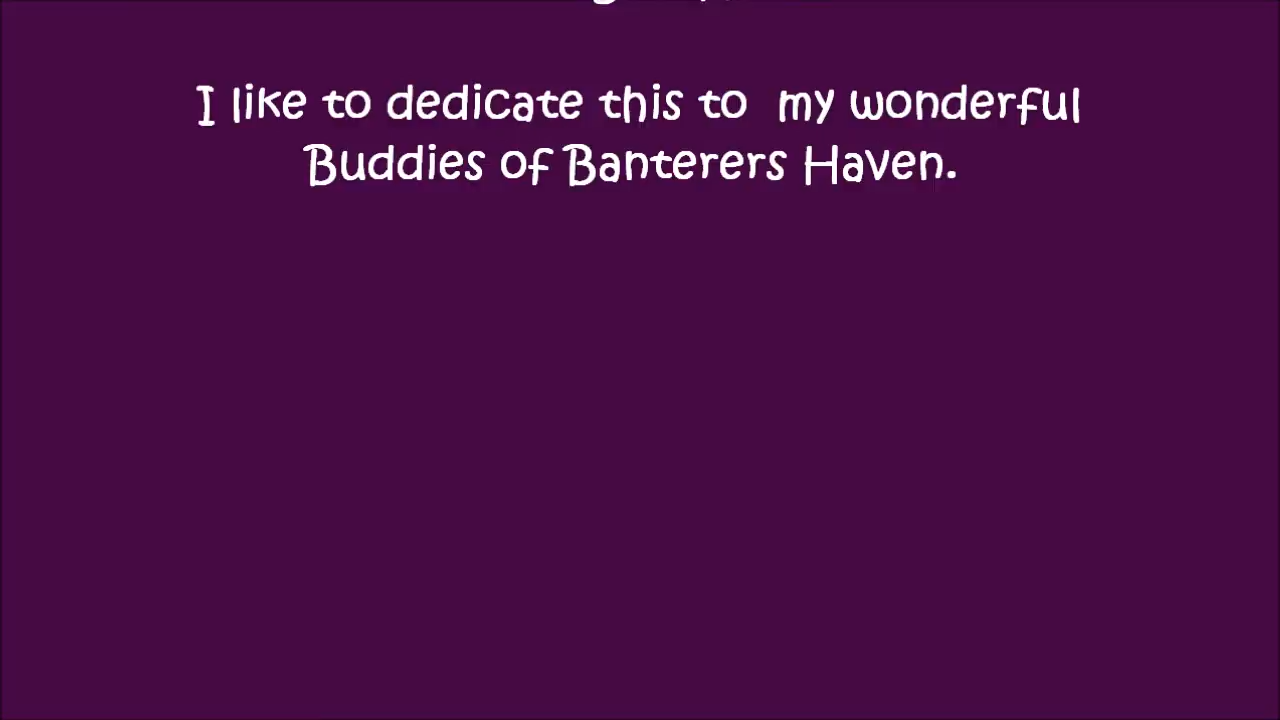 I like to dedicate this to my wonderful
Buddies of Banterers Haven.